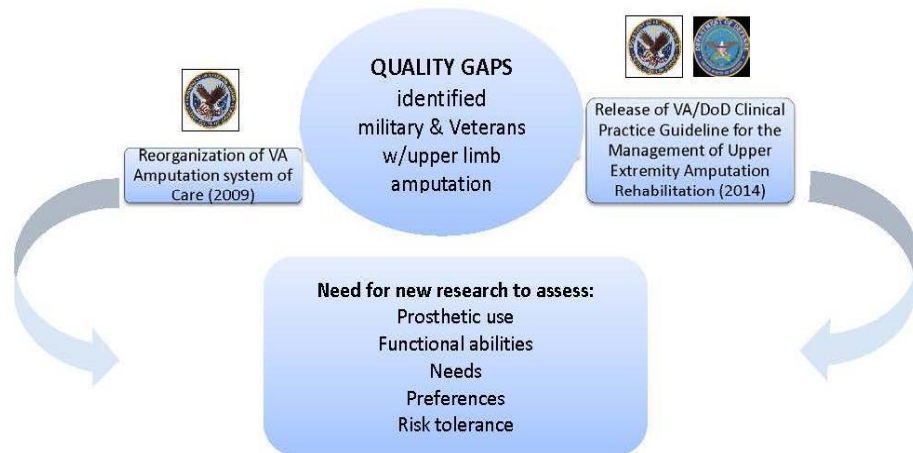 QUALITY GAPS
identified
military & Veterans
w/upper limb
amputation
Reorganization of VA
Amputation system of
Care (2009)
Release of VA/DoD Clinical
Practice Guideline for the
Management of Upper
Extremity Amputation
Rehabilitation (2014)
Need for new research to assess:
Prosthetic use
Functional abilities
Needs
Preferences
Risk tolerance